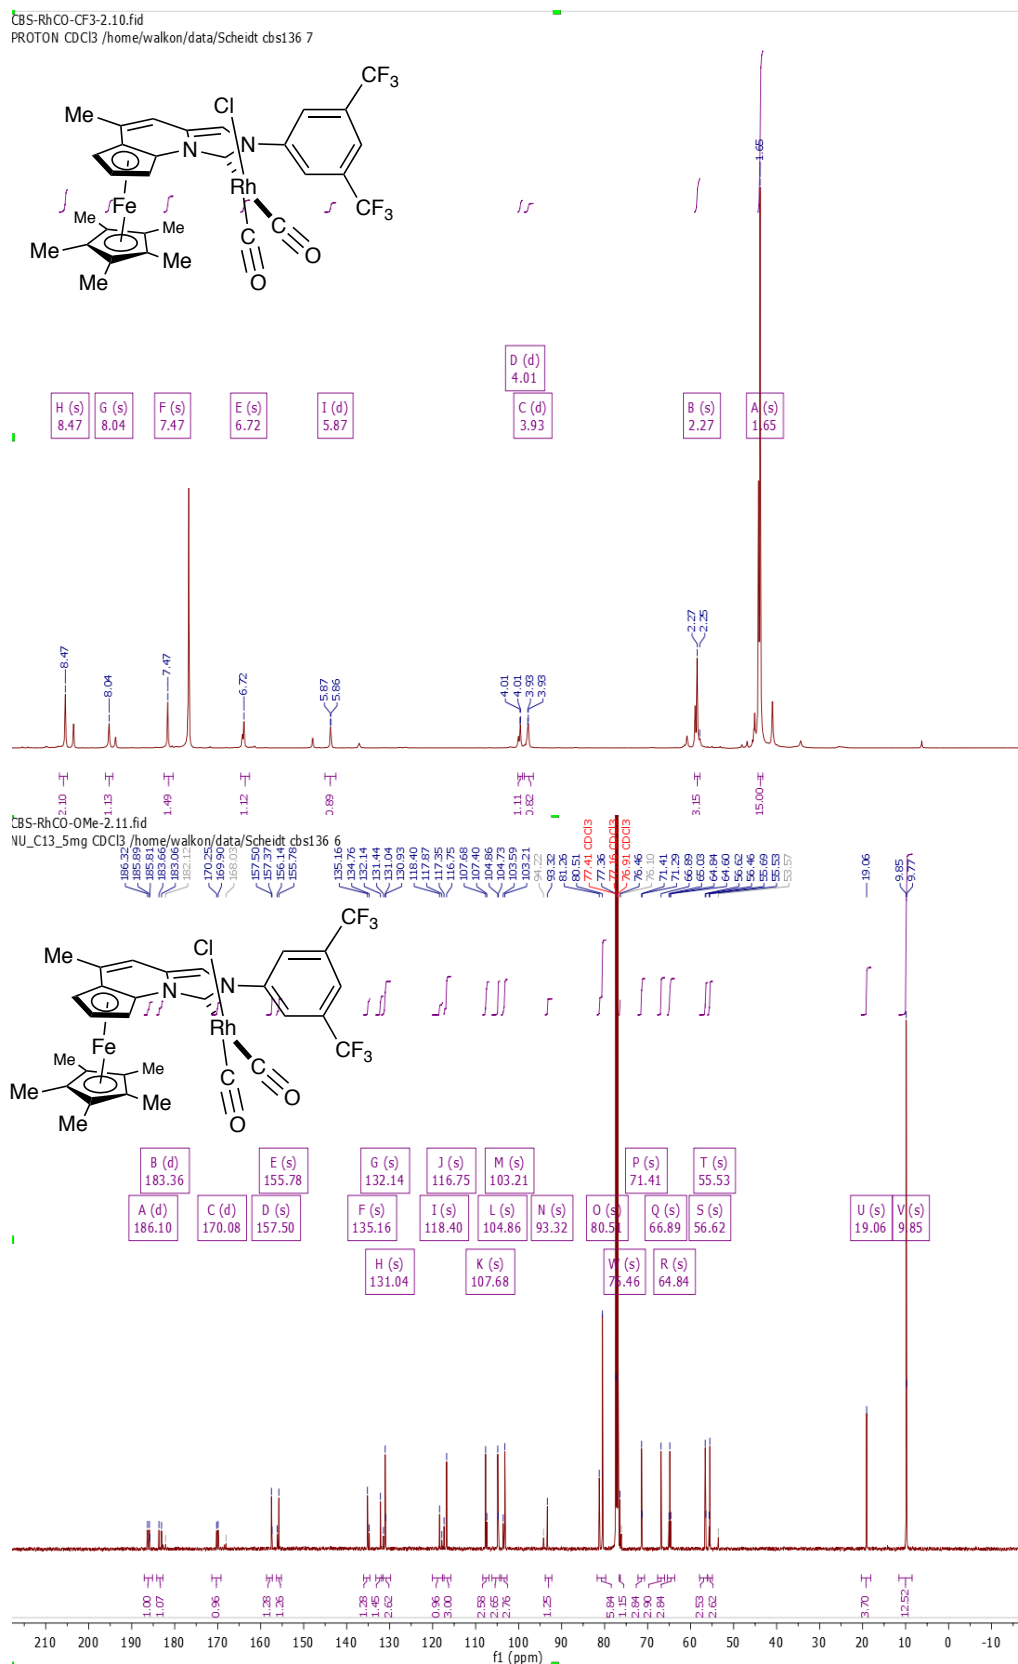 CBS-RhCO-CF3-2.10.fid
PROTON CDCl3 /home/walkon/data/Scheidt cbs136 7
CF3
Cl
Me
N
N
Rh
CF3
Fe
C
C
Me
Me
Me
Me
Me
O
O
1.65
D (d)
4.01
H (s)
8.47
G (s)
8.04
F (s)
7.47
E (s)
6.72
I (d)
5.87
C (d)
3.93
B (s)
2.27
A (s)
1.65
8.47
8.04
7.47
6.72
5.87
5.86
4.01
4.01
3.93
3.93
2.27
2.25
2.10
1.13
1.49
1.12
0.89
1.11
0.82
3.15
15.00
CBS-RhCO-OMe-2.11.fid
NU_C13_5mg CDCl3 /home/walkon/data/Scheidt cbs136 6
186.32
185.89
185.81
183.66
183.06
182.12
170.25
169.90
168.03
157.50
157.37
156.14
155.78
135.16
134.76
132.14
131.44
131.04
130.93
118.40
117.87
117.35
116.75
107.68
107.40
104.86
104.73
103.59
103.21
94.22
93.32
81.26
80.51
77.41 CDCl3
77.36
77.16 CDCl3
76.91 CDCl3
76.46
76.10
71.41
71.29
66.89
65.03
64.84
64.60
56.62
56.46
55.69
55.53
53.57
19.06
9.85
9.77
CF3
Cl
Me
N
N
Rh
CF3
Fe
C
C
Me
Me
Me
Me
Me
O
O
B (d)
183.36
E (s)
155.78
G (s)
132.14
J (s)
116.75
M (s)
103.21
P (s)
71.41
T (s)
55.53
A (d)
186.10
C (d)
170.08
D (s)
157.50
F (s)
135.16
I (s)
118.40
L (s)
104.86
N (s)
93.32
O (s)
80.51
Q (s)
66.89
S (s)
56.62
U (s)
19.06
V (s)
9.85
H (s)
131.04
K (s)
107.68
W (s)
76.46
R (s)
64.84
1.00
1.07
0.96
1.28
1.26
1.28
1.45
2.62
0.96
3.00
2.58
2.65
2.76
1.25
5.84
1.15
2.84
2.90
2.84
2.53
2.62
3.70
12.52
210 200 190 180 170 160 150 140 130 120 110 100 90 80 70 60 50 40 30 20 10 0 -10
f1 (ppm)